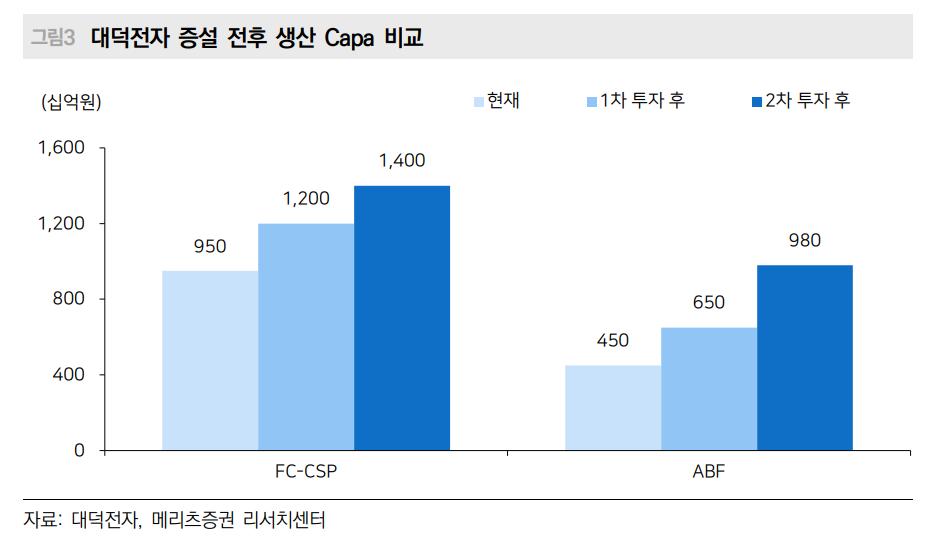 그림3 대덕전자 증설 전후 생산 Capa 비교
(십억원)
현재 1차 투자 후 2차 투자 후
1,600
1,200
800
400
0
950
1,200
1,400
450
650
980
FC-CSP ABF
자료: 대덕전자, 메리츠증권 리서치센터